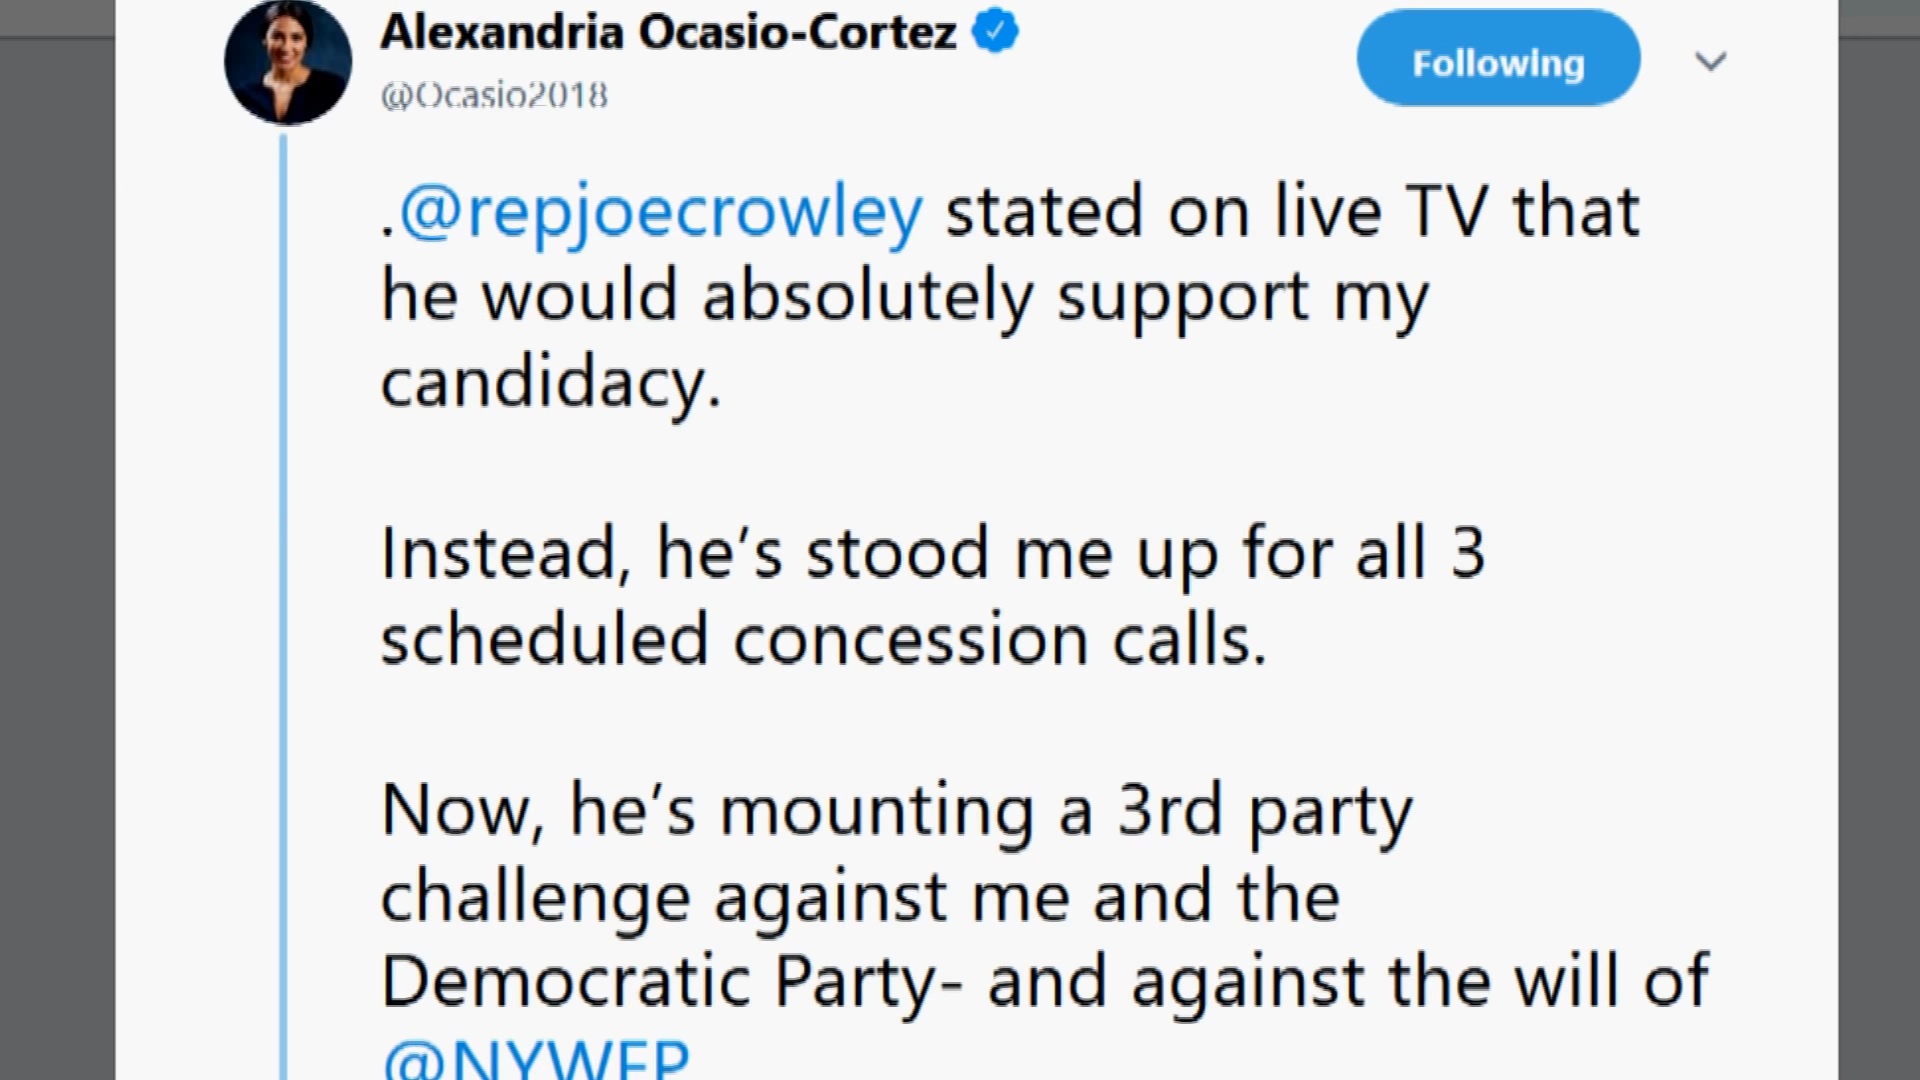 Alexandria Ocasio-Cortez
Following
@Ocasio2018
.@repjoecrowley stated on live TV that
he would absolutely support my
candidacy.
Instead, he’s stood me up for all 3
scheduled concession calls.
Now, he’s mounting a 3rd party
challenge against me and the
Democratic Party- and against the will of
@NYWFP